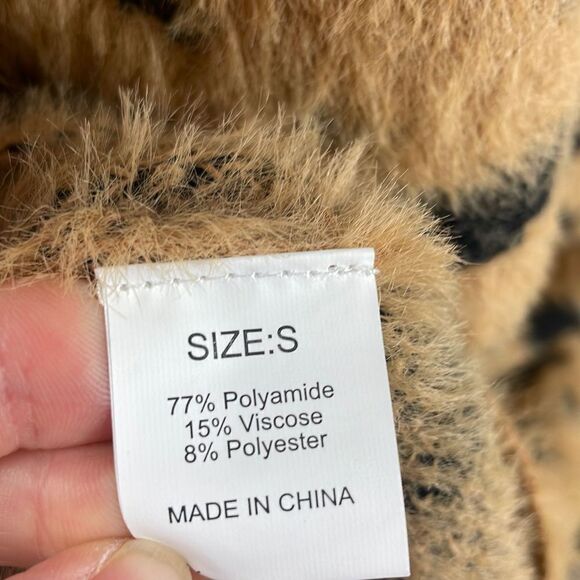 SIZE:S
77% Polyamide
15% Viscose
8% Polyester
MADE IN CHINA